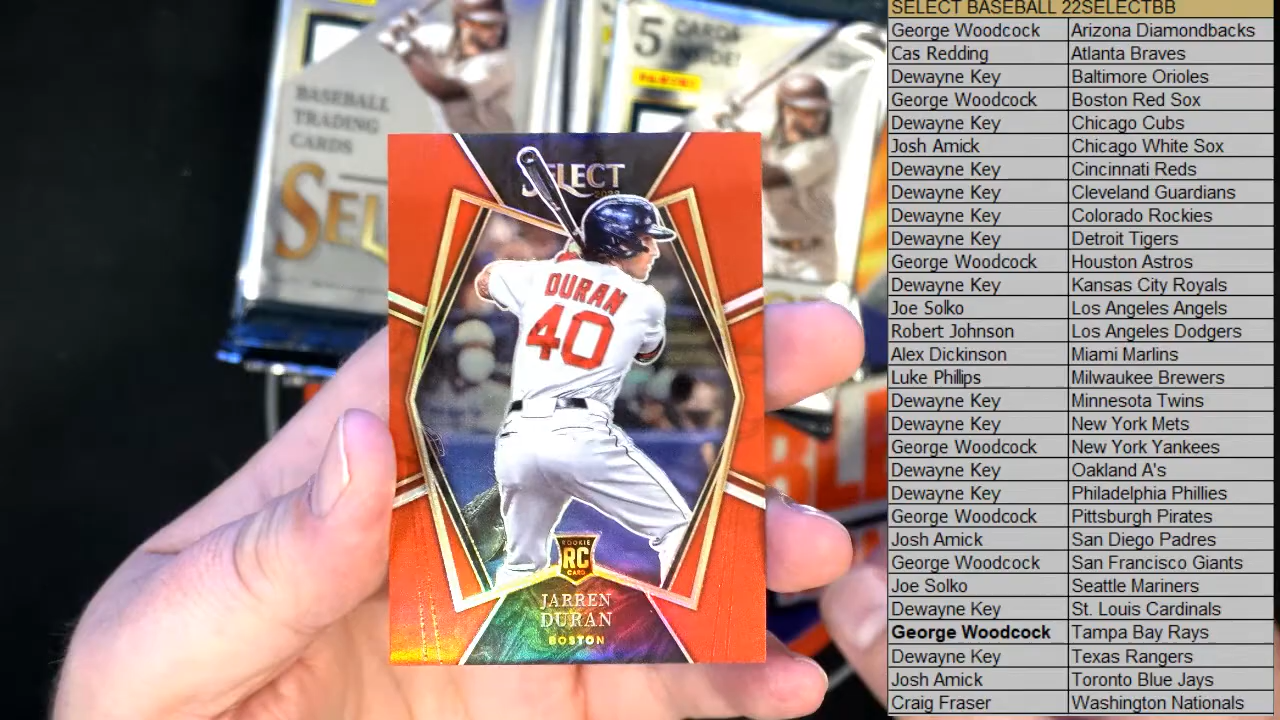 BASEBALL
TRADING
CARDS
SEL
5 CARDS
INSIDE!
PANINI
SELECT
2022
DURAN
40
ROOKIE
RC
CARD
JARREN
DURAN
BOSTON
SELECT BASEBALL 22SELECTBB
George Woodcock Arizona Diamondbacks
Cas Redding Atlanta Braves
Dewayne Key Baltimore Orioles
George Woodcock Boston Red Sox
Dewayne Key Chicago Cubs
Josh Amick Chicago White Sox
Dewayne Key Cincinnati Reds
Dewayne Key Cleveland Guardians
Dewayne Key Colorado Rockies
Dewayne Key Detroit Tigers
George Woodcock Houston Astros
Dewayne Key Kansas City Royals
Joe Solko Los Angeles Angels
Robert Johnson Los Angeles Dodgers
Alex Dickinson Miami Marlins
Luke Phillips Milwaukee Brewers
Dewayne Key Minnesota Twins
Dewayne Key New York Mets
George Woodcock New York Yankees
Dewayne Key Oakland A's
Dewayne Key Philadelphia Phillies
George Woodcock Pittsburgh Pirates
Josh Amick San Diego Padres
George Woodcock San Francisco Giants
Joe Solko Seattle Mariners
Dewayne Key St. Louis Cardinals
George Woodcock Tampa Bay Rays
Dewayne Key Texas Rangers
Josh Amick Toronto Blue Jays
Craig Fraser Washington Nationals